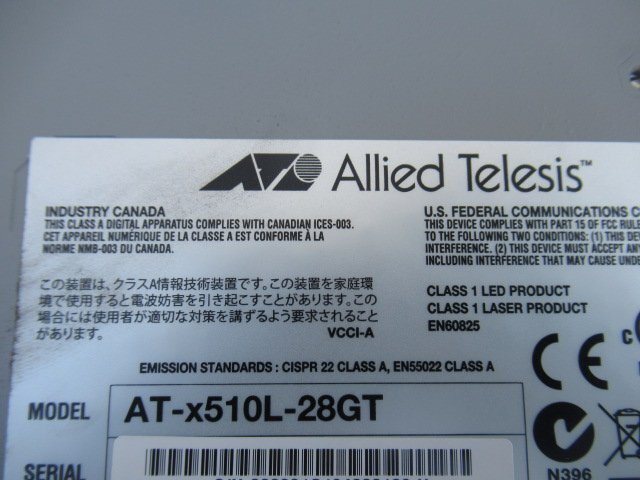 Allied Telesis™
INDUSTRY CANADA
THIS CLASS A DIGITAL APPARATUS COMPLIES WITH CANADIAN ICES-003.
CET APPAREIL NUMÉRIQUE DE LA CLASSE A EST CONFORMÉ À LA
NORME NMB-003 DU CANADA.
U.S. FEDERAL COMMUNICATIONS C
THIS DEVICE COMPLIES WITH PART 15 OF FCC RULE
TO THE FOLLOWING TWO CONDITIONS: (1) THIS DEV
INTERFERENCE. (2) THIS DEVICE MUST ACCEPT ANY
INCLUDING INTERFERENCE THAT MAY CAUSE UNDE
この装置は、クラスA情報技術装置です。この装置を家庭環
境で使用すると電波妨害を引き起こすことがあります。この
場合には使用者が適切な対策を講ずるよう要求されること
があります。
VCCI-A
CLASS 1 LED PRODUCT
CLASS 1 LASER PRODUCT
EN60825
EMISSION STANDARDS : CISPR 22 CLASS A, EN55022 CLASS A
MODEL AT-x510L-28GT
SERIAL
N396